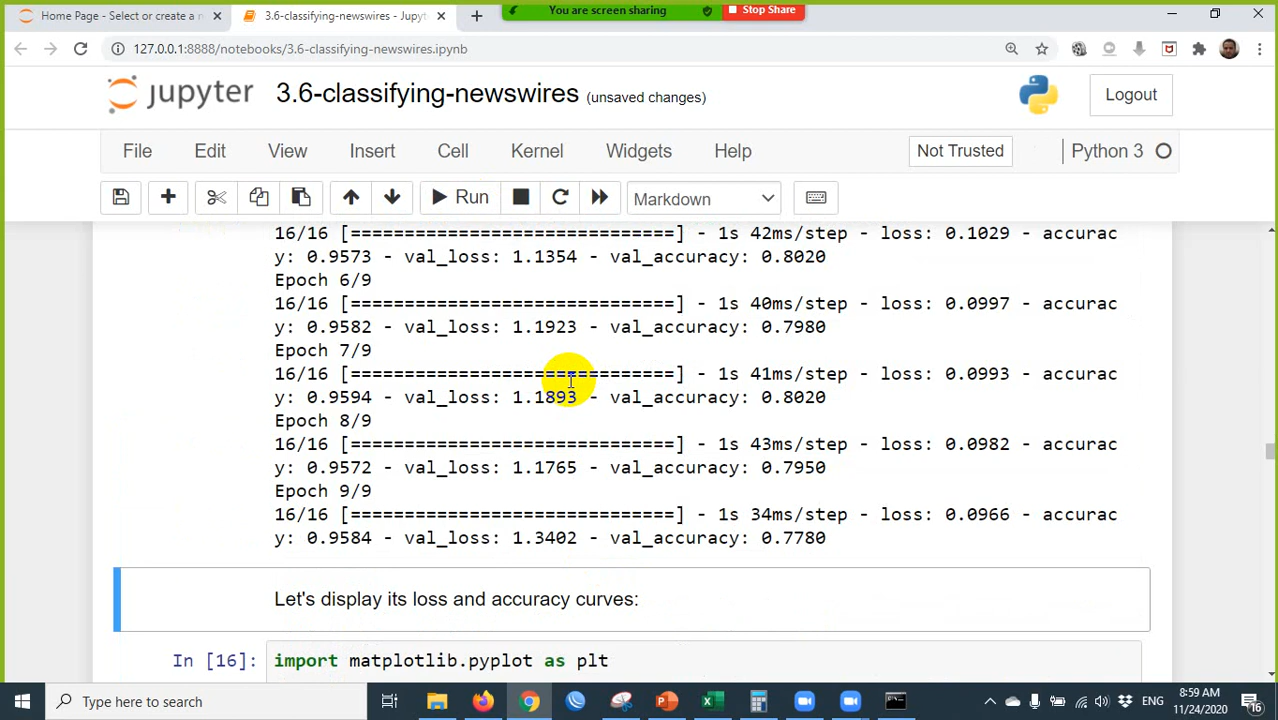 Home Page - Select or create a n
3.6-classifying-newswires - Jupyt
You are screen sharing
Stop Share
127.0.0.1:8888/notebooks/3.6-classifying-newswires.ipynb
jupyter 3.6-classifying-newswires (unsaved changes)
Logout
File Edit View Insert Cell Kernel Widgets Help
Not Trusted
Python 3
Run
Markdown
16/16 [==============================] - 1s 42ms/step - loss: 0.1029 - accurac
y: 0.9573 - val_loss: 1.1354 - val_accuracy: 0.8020
Epoch 6/9
16/16 [==============================] - 1s 40ms/step - loss: 0.0997 - accurac
y: 0.9582 - val_loss: 1.1923 - val_accuracy: 0.7980
Epoch 7/9
16/16 [==============================] - 1s 41ms/step - loss: 0.0993 - accurac
y: 0.9594 - val_loss: 1.1893 - val_accuracy: 0.8020
Epoch 8/9
16/16 [==============================] - 1s 43ms/step - loss: 0.0982 - accurac
y: 0.9572 - val_loss: 1.1765 - val_accuracy: 0.7950
Epoch 9/9
16/16 [==============================] - 1s 34ms/step - loss: 0.0966 - accurac
y: 0.9584 - val_loss: 1.3402 - val_accuracy: 0.7780
Let's display its loss and accuracy curves:
In [16]: import matplotlib.pyplot as plt
Type here to search
ENG
8:59 AM
11/24/2020
16